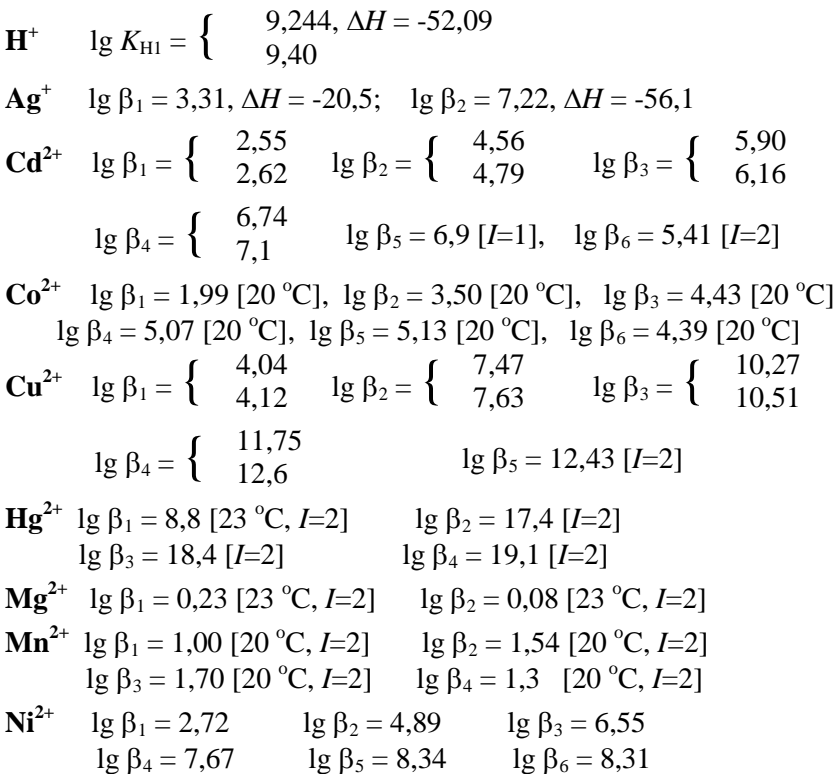 H⁺ lg K_H1 = { 9,244, ΔH = -52,09
9,40
Ag⁺ lg β₁ = 3,31, ΔH = -20,5; lg β₂ = 7,22, ΔH = -56,1
Cd²⁺ lg β₁ = { 2,55 lg β₂ = { 4,56 lg β₃ = { 5,90
2,62 4,79 6,16
lg β₄ = { 6,74 lg β₅ = 6,9 [I=1], lg β₆ = 5,41 [I=2]
7,1
Co²⁺ lg β₁ = 1,99 [20 °C], lg β₂ = 3,50 [20 °C], lg β₃ = 4,43 [20 °C]
lg β₄ = 5,07 [20 °C], lg β₅ = 5,13 [20 °C], lg β₆ = 4,39 [20 °C]
Cu²⁺ lg β₁ = { 4,04 lg β₂ = { 7,47 lg β₃ = { 10,27
4,12 7,63 10,51
lg β₄ = { 11,75 lg β₅ = 12,43 [I=2]
12,6
Hg²⁺ lg β₁ = 8,8 [23 °C, I=2] lg β₂ = 17,4 [I=2]
lg β₃ = 18,4 [I=2] lg β₄ = 19,1 [I=2]
Mg²⁺ lg β₁ = 0,23 [23 °C, I=2] lg β₂ = 0,08 [23 °C, I=2]
Mn²⁺ lg β₁ = 1,00 [20 °C, I=2] lg β₂ = 1,54 [20 °C, I=2]
lg β₃ = 1,70 [20 °C, I=2] lg β₄ = 1,3 [20 °C, I=2]
Ni²⁺ lg β₁ = 2,72 lg β₂ = 4,89 lg β₃ = 6,55
lg β₄ = 7,67 lg β₅ = 8,34 lg β₆ = 8,31